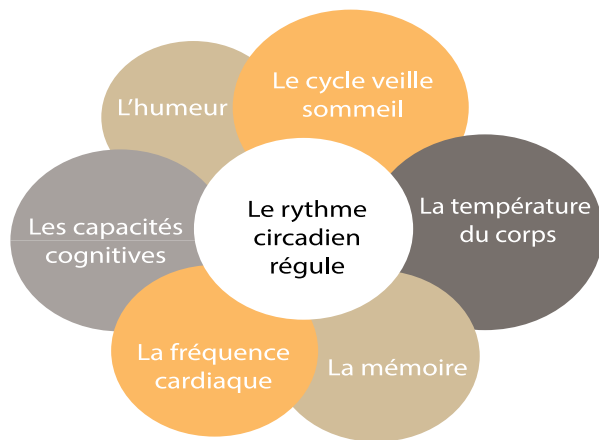 Le cycle veille
sommeil
L'humeur
La température
du corps
Le rythme
circadien
régule
Les capacités
cognitives
La fréquence
cardiaque
La mémoire